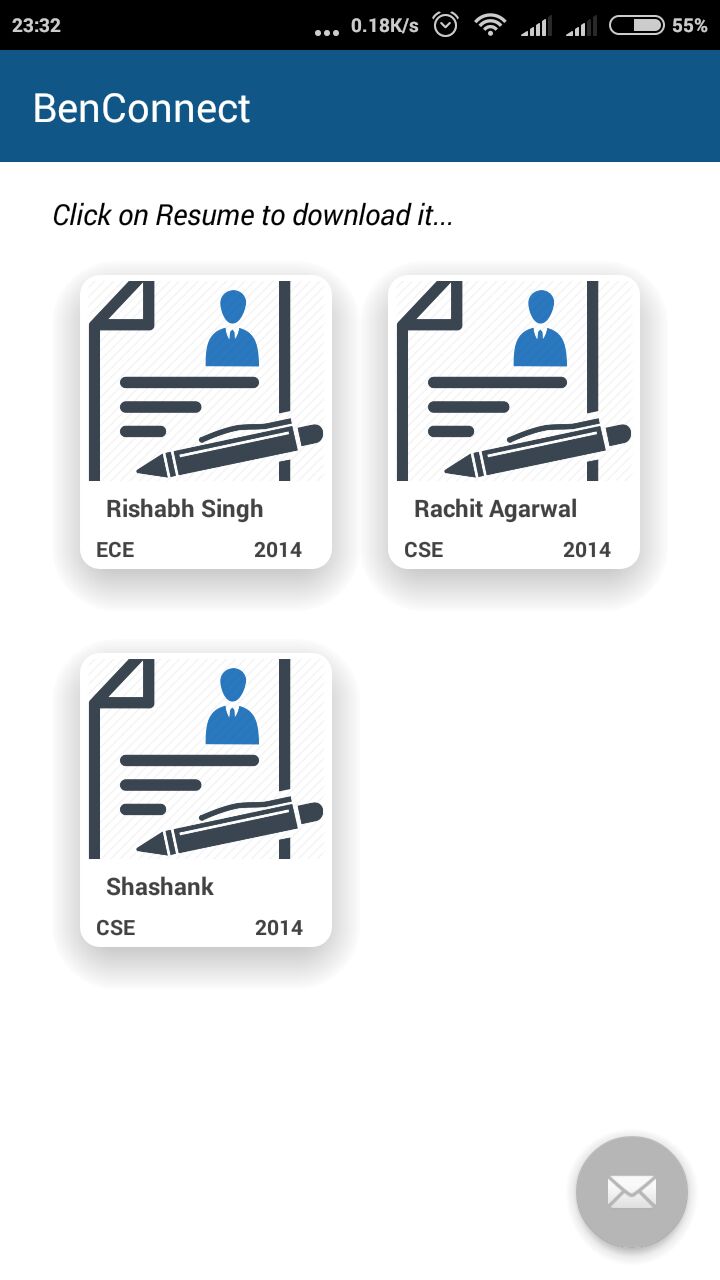 23:32 ... 0.18K/s 55%
BenConnect
Click on Resume to download it...
Rishabh Singh
ECE 2014
Rachit Agarwal
CSE 2014
Shashank
CSE 2014